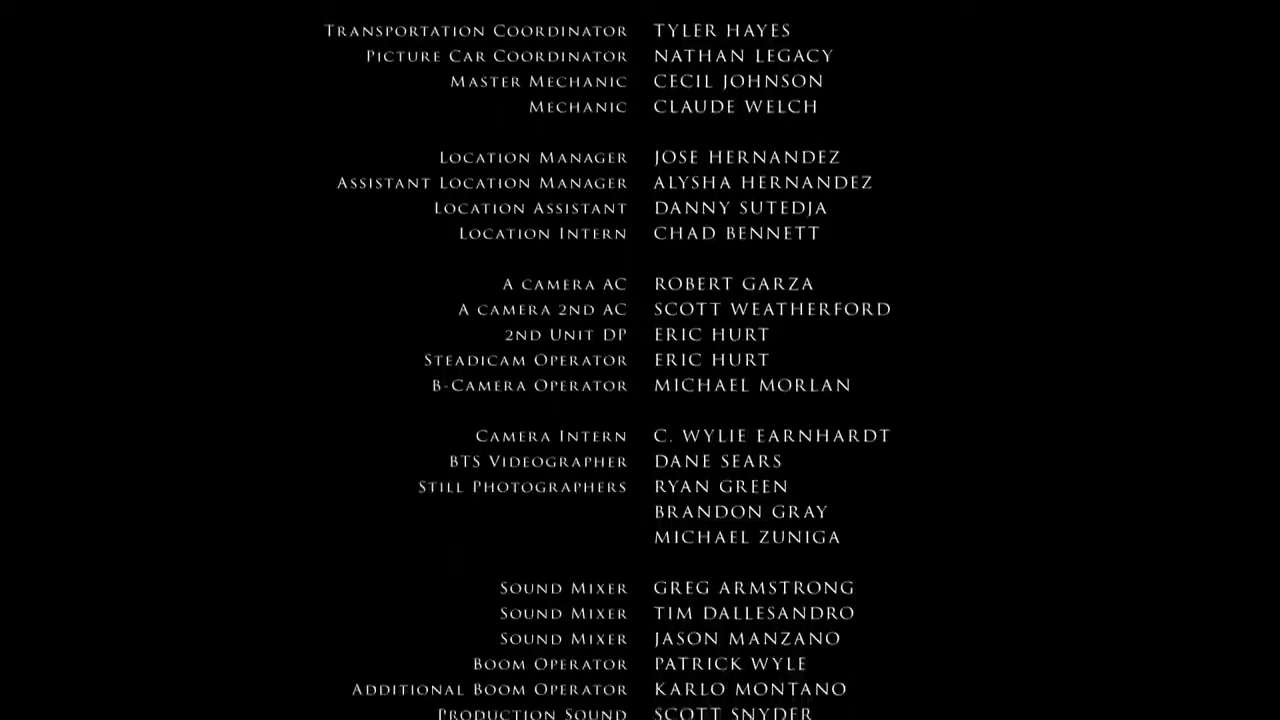 Transportation Coordinator TYLER HAYES
Picture Car Coordinator NATHAN LEGACY
Master Mechanic CECIL JOHNSON
Mechanic CLAUDE WELCH
Location Manager JOSE HERNANDEZ
Assistant Location Manager ALYSHA HERNANDEZ
Location Assistant DANNY SUTEDJA
Location Intern CHAD BENNETT
A camera AC ROBERT GARZA
A camera 2nd AC SCOTT WEATHERFORD
2nd Unit DP ERIC HURT
Steadicam Operator ERIC HURT
B-Camera Operator MICHAEL MORLAN
Camera Intern C. WYLIE EARNHARDT
BTS Videographer DANE SEARS
Still Photographers RYAN GREEN
BRANDON GRAY
MICHAEL ZUNIGA
Sound Mixer GREG ARMSTRONG
Sound Mixer TIM DALLESANDRO
Sound Mixer JASON MANZANO
Boom Operator PATRICK WYLE
Additional Boom Operator KARLO MONTANO
Production Sound SCOTT SNYDER